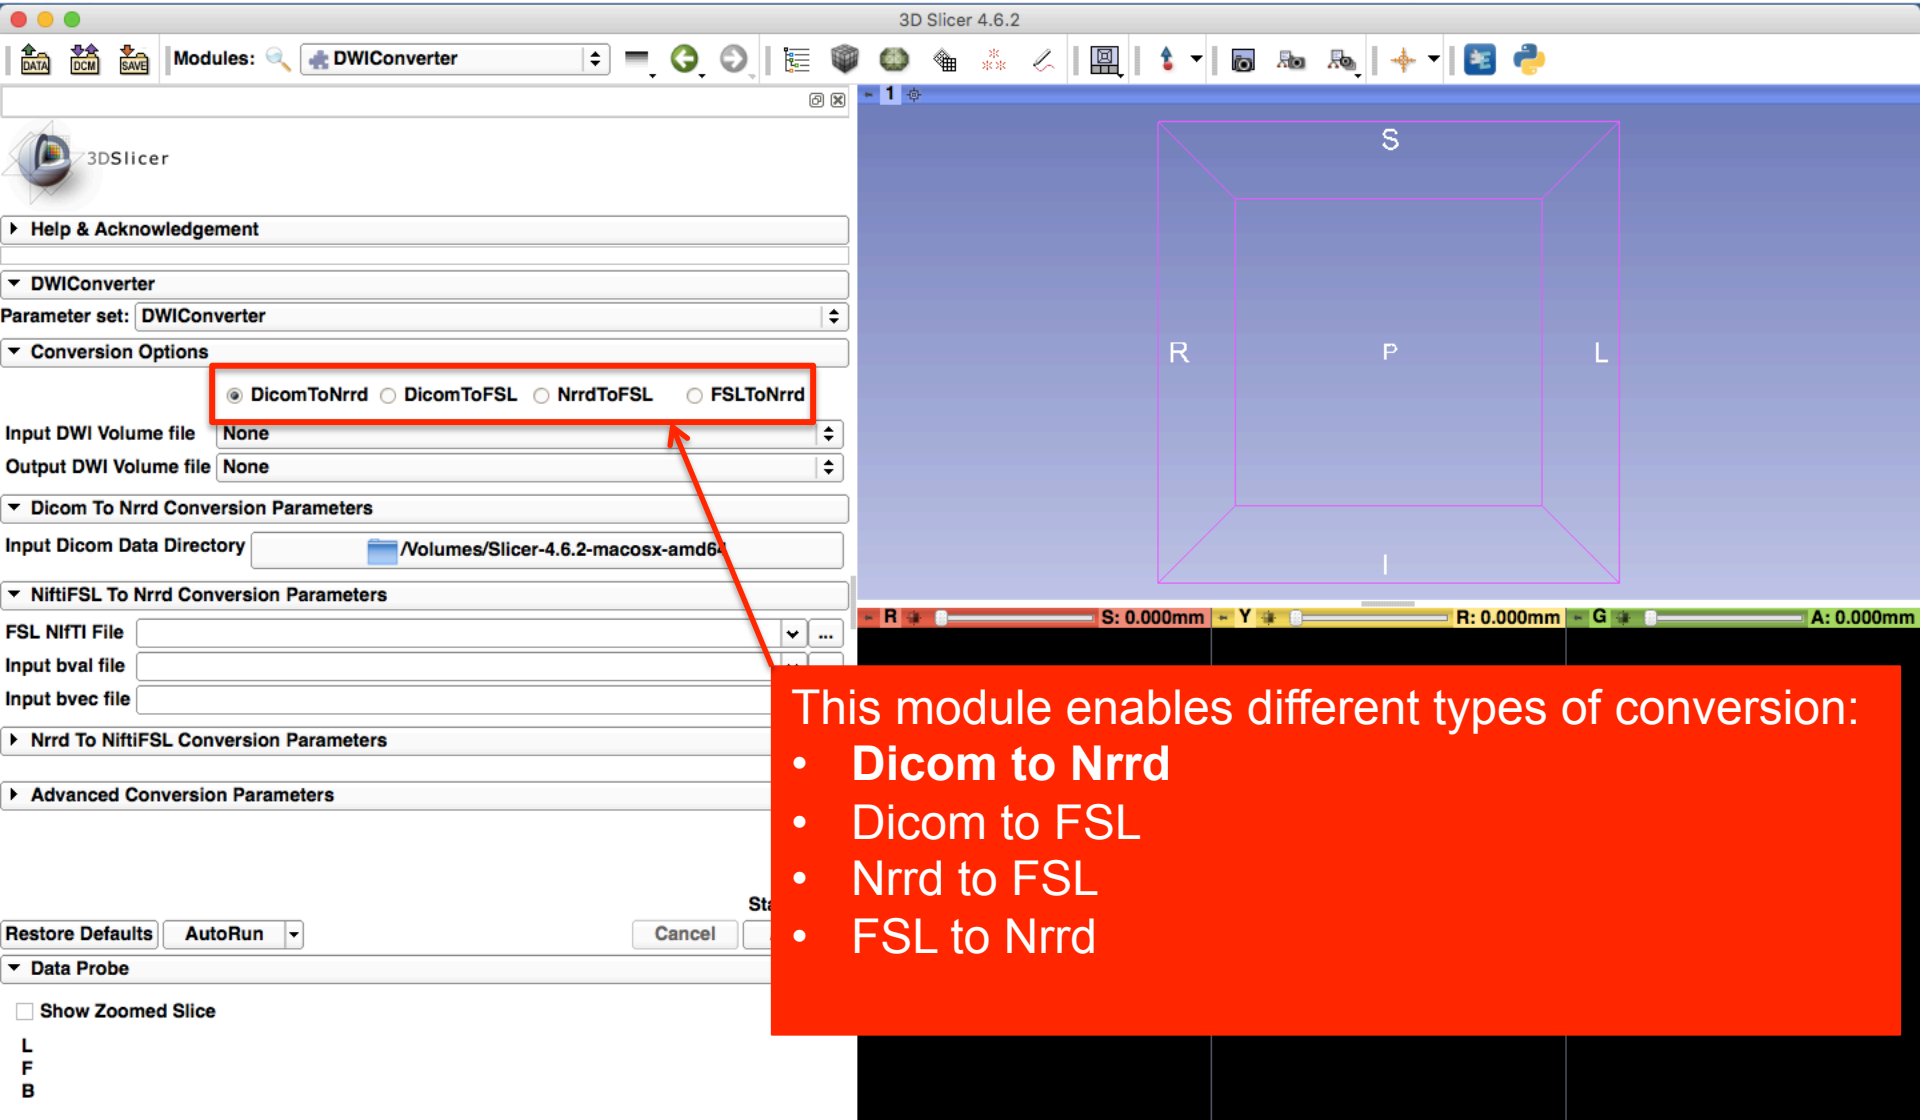 3D Slicer 4.6.2
DATA DCM SAVE Modules: DWIConverter
1
3DSlicer
Help & Acknowledgement
DWIConverter
Parameter set: DWIConverter
Conversion Options
DicomToNrrd DicomToFSL NrrdToFSL FSLToNrrd
Input DWI Volume file None
Output DWI Volume file None
Dicom To Nrrd Conversion Parameters
Input Dicom Data Directory /Volumes/Slicer-4.6.2-macosx-amd64
NiftiFSL To Nrrd Conversion Parameters
FSL NIfTI File ...
Input bval file
Input bvec file
Nrrd To NiftiFSL Conversion Parameters
Advanced Conversion Parameters
Restore Defaults AutoRun Cancel
Data Probe
Show Zoomed Slice
L
F
B
S
R P L
I
R S: 0.000mm Y R: 0.000mm G A: 0.000mm
This module enables different types of conversion:
• Dicom to Nrrd
• Dicom to FSL
• Nrrd to FSL
• FSL to Nrrd